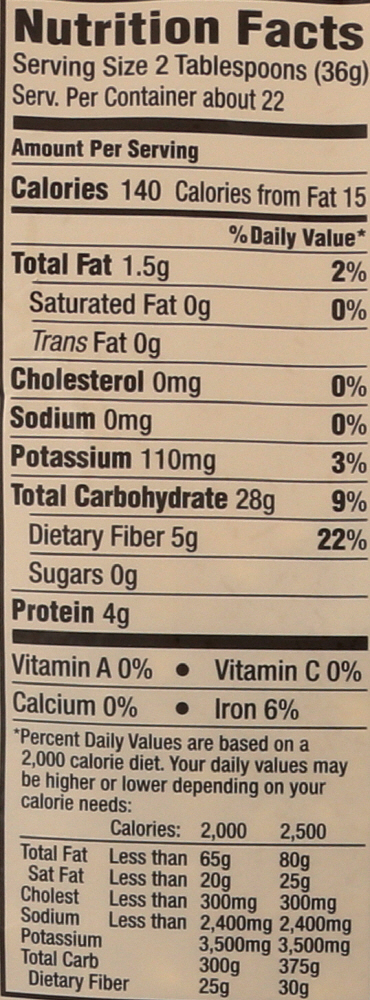 Nutrition Facts
Serving Size 2 Tablespoons (36g)
Serv. Per Container about 22
Amount Per Serving
Calories 140 Calories from Fat 15
% Daily Value*
Total Fat 1.5g 2%
Saturated Fat 0g 0%
Trans Fat 0g
Cholesterol 0mg 0%
Sodium 0mg 0%
Potassium 110mg 3%
Total Carbohydrate 28g 9%
Dietary Fiber 5g 22%
Sugars 0g
Protein 4g
Vitamin A 0% ● Vitamin C 0%
Calcium 0% ● Iron 6%
*Percent Daily Values are based on a
2,000 calorie diet. Your daily values may
be higher or lower depending on your
calorie needs:
Calories: 2,000 2,500
Total Fat Less than 65g 80g
Sat Fat Less than 20g 25g
Cholest Less than 300mg 300mg
Sodium Less than 2,400mg 2,400mg
Potassium 3,500mg 3,500mg
Total Carb 300g 375g
Dietary Fiber 25g 30g